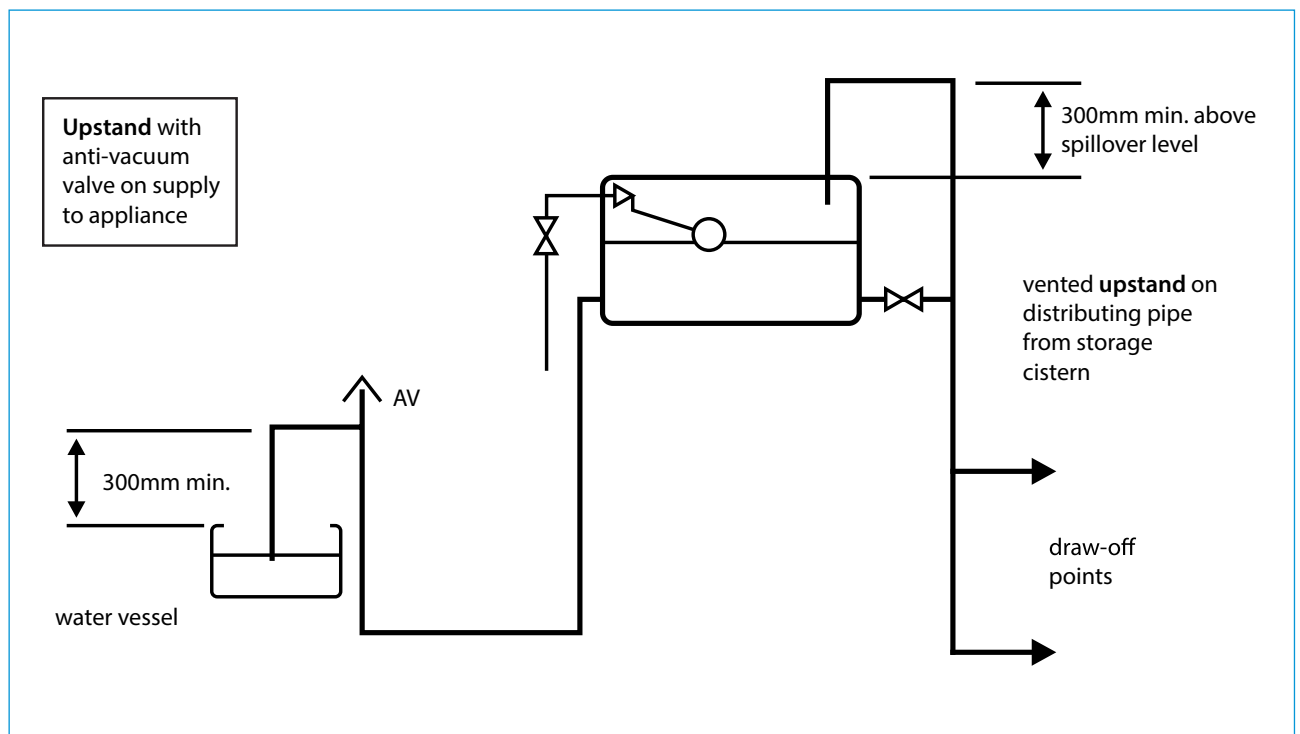 Upstand with
anti-vacuum
valve on supply
to appliance
300mm min. above
spillover level
vented upstand on
distributing pipe
from storage
cistern
AV
300mm min.
draw-off
points
water vessel